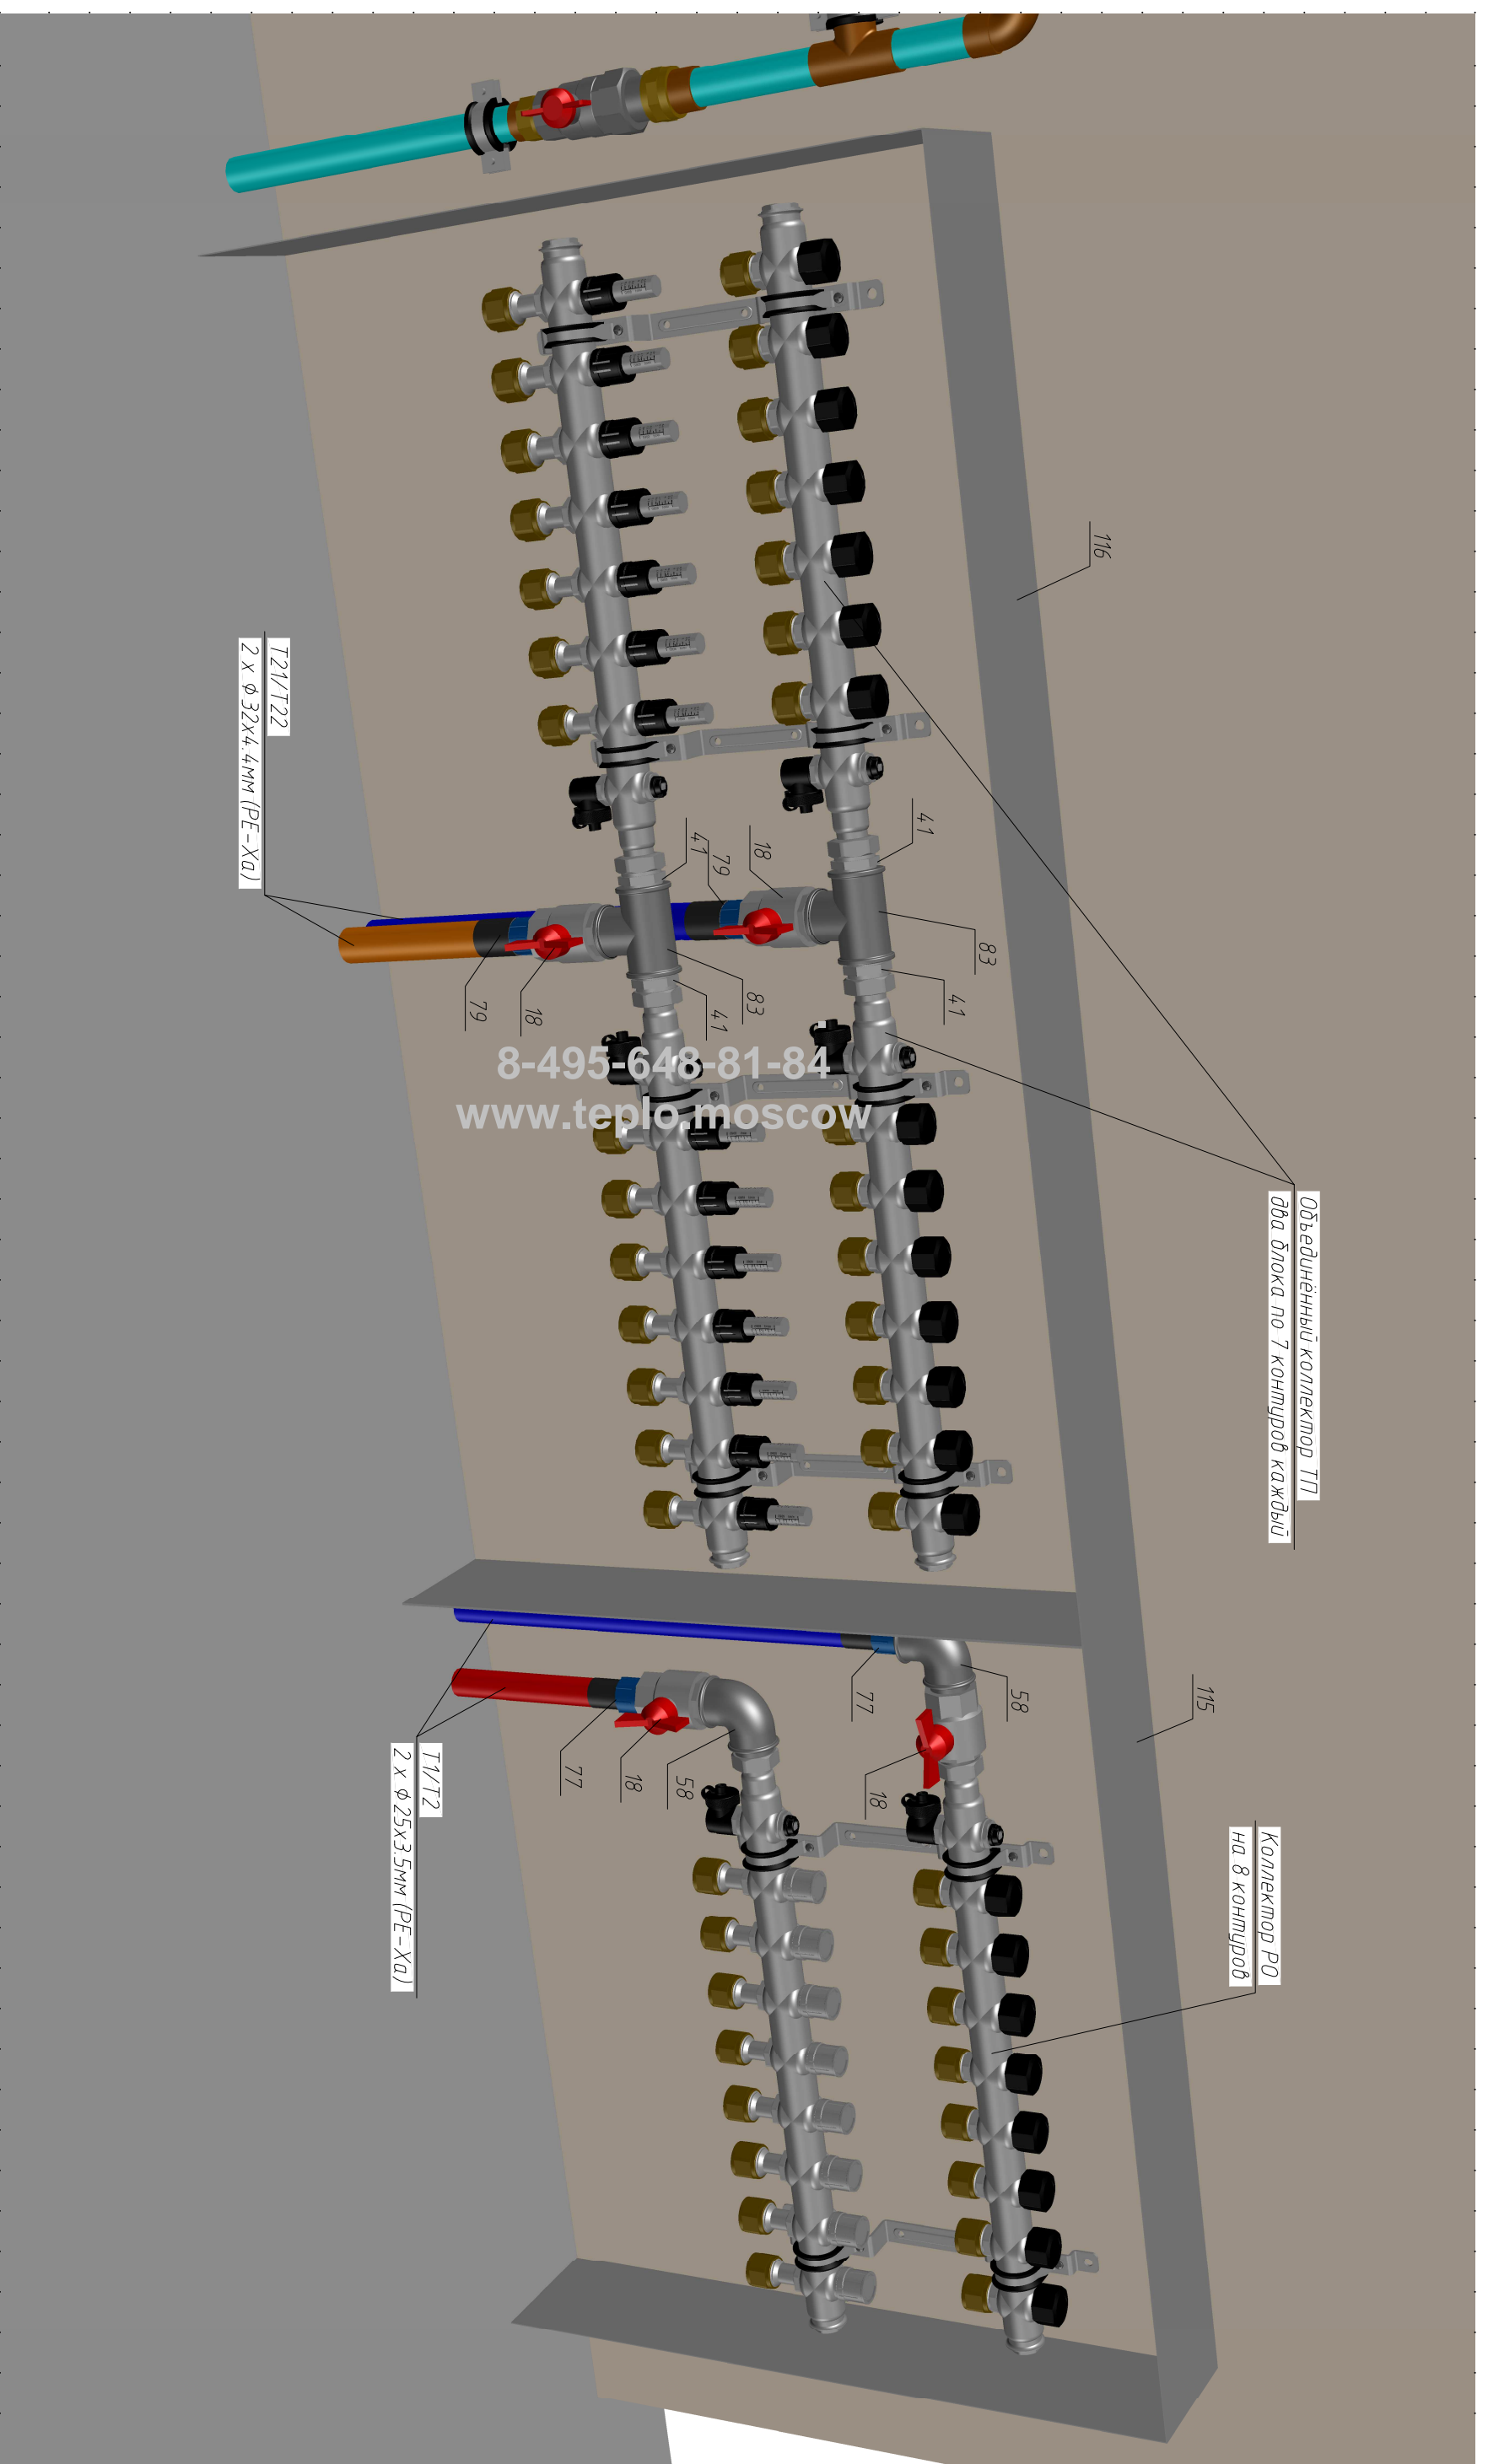 116
Объединённый коллектор ТП
два блока по 7 контуров каждый
Т21/Т22
2 x ϕ 32x4.4мм (PE-Xa)
41
18
79
41
83
41
83
41
18
79
8-495-648-81-84
www.teplo.moscow
115
Коллектор РО
на 8 контуров
58
77
18
58
18
77
Т1/Т2
2 x ϕ 25x3.5мм (PE-Xa)